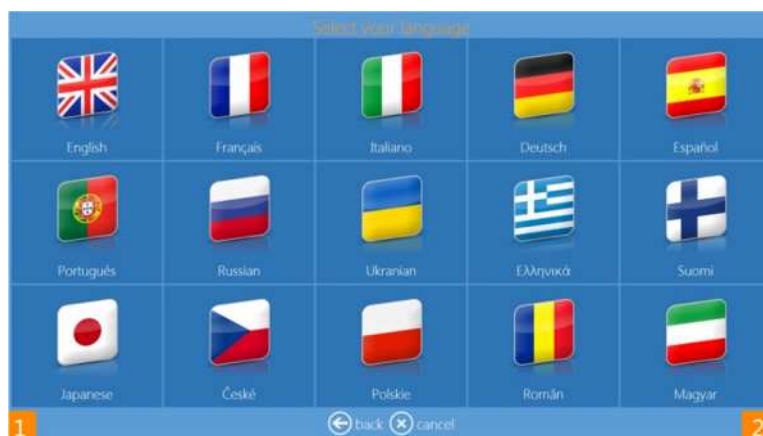 Select your language
English Français Italiano Deutsch Español
Português Russian Ukranian Ελληνικά Suomi
Japanese České Polskie Român Magyar
1 back cancel 2